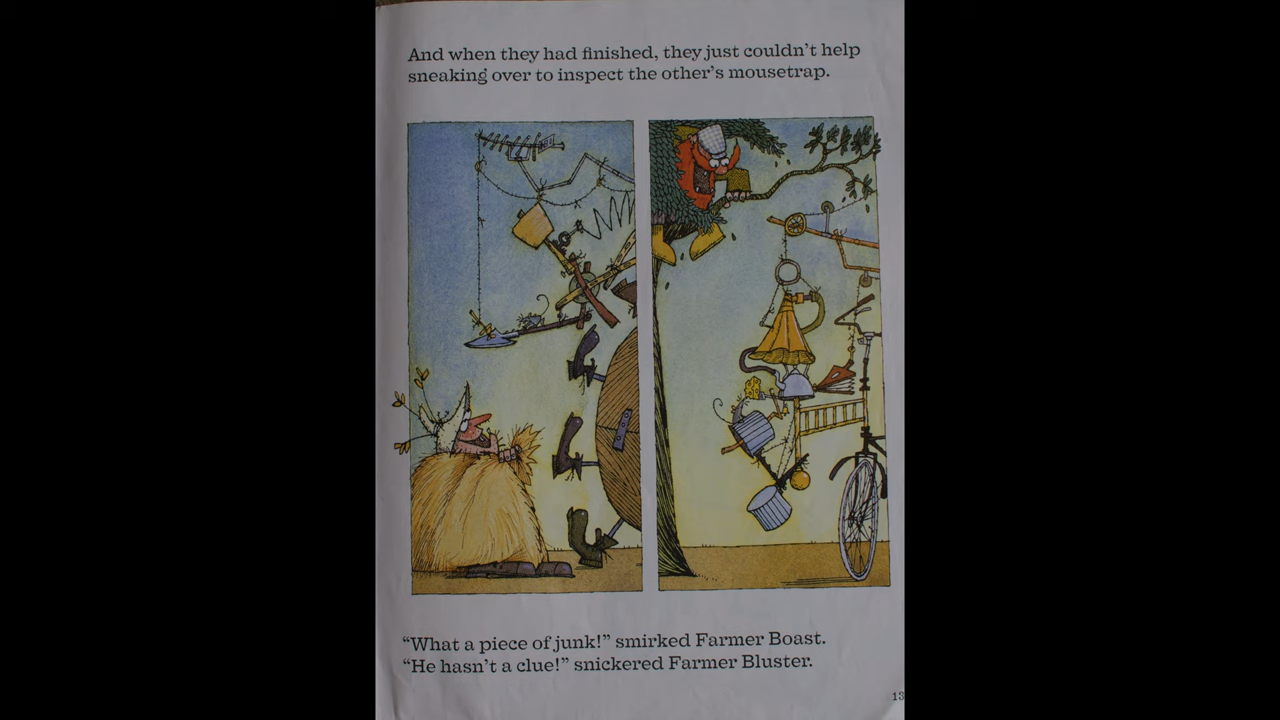 And when they had finished, they just couldn't help
sneaking over to inspect the other's mousetrap.
“What a piece of junk!” smirked Farmer Boast.
“He hasn't a clue!” snickered Farmer Bluster.
13